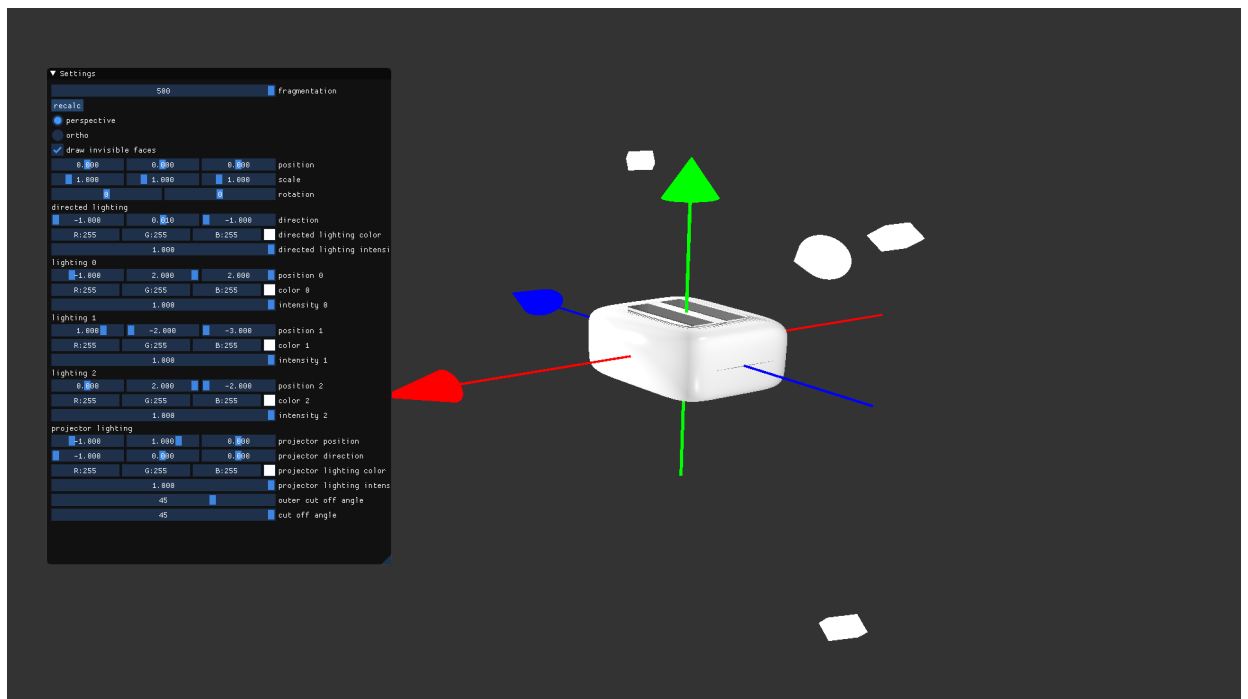 Settings
500 fragmentation
recalc
perspective
ortho
draw invisible faces
0.000 0.000 0.000 position
1.000 1.000 1.000 scale
0 0 rotation
directed lighting
-1.000 0.010 -1.000 direction
R:255 G:255 B:255 directed lighting color
1.000 directed lighting intensi
lighting 0
-1.000 2.000 2.000 position 0
R:255 G:255 B:255 color 0
1.000 intensity 0
lighting 1
1.000 -2.000 -3.000 position 1
R:255 G:255 B:255 color 1
1.000 intensity 1
lighting 2
0.000 2.000 -2.000 position 2
R:255 G:255 B:255 color 2
1.000 intensity 2
projector lighting
-1.000 1.000 0.000 projector position
-1.000 0.000 0.000 projector direction
R:255 G:255 B:255 projector lighting color
1.000 projector lighting intens
45 outer cut off angle
45 cut off angle